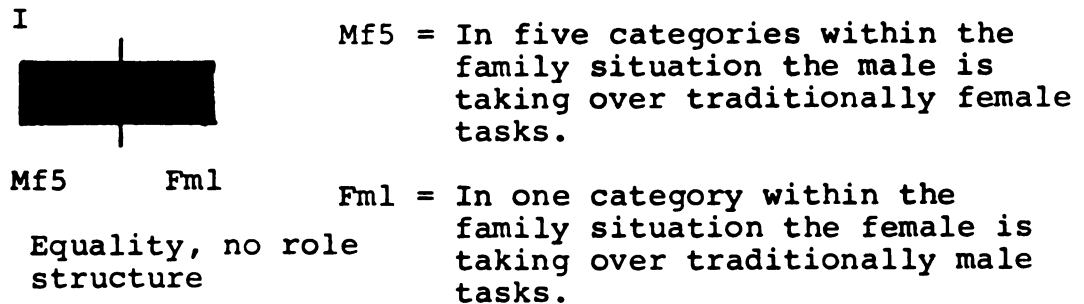 I
Mf5 = In five categories within the
family situation the male is
taking over traditionally female
tasks.
Mf5 Fm1
Fm1 = In one category within the
family situation the female is
taking over traditionally male
tasks.
Equality, no role
structure